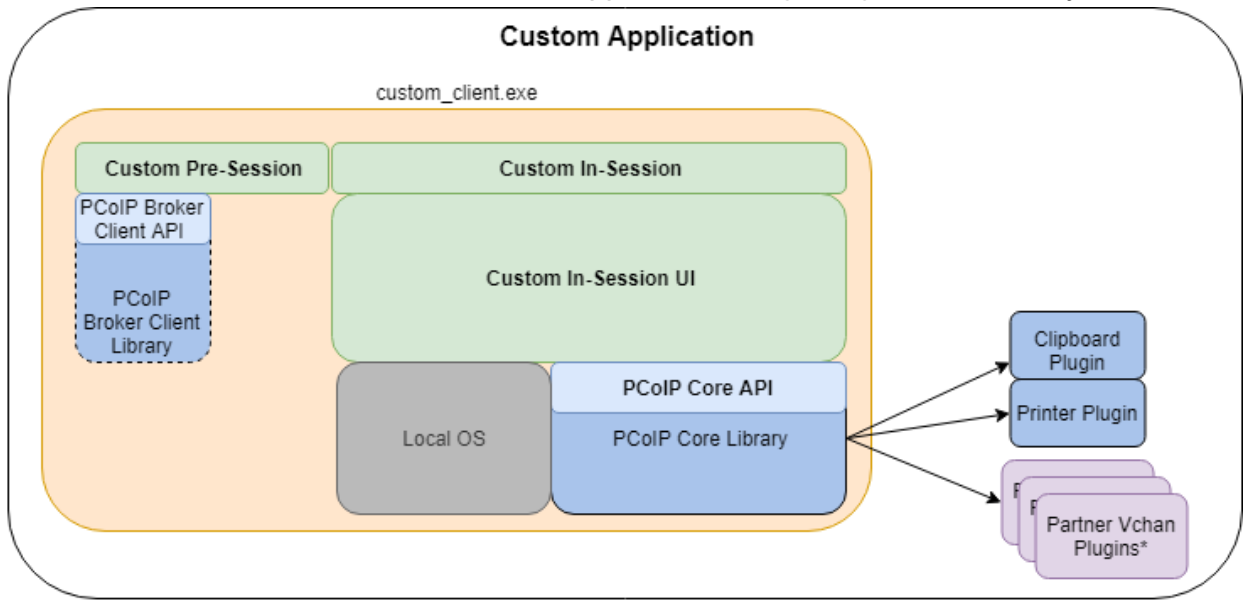 Custom Application
custom_client.exe
Custom Pre-Session
Custom In-Session
PCoIP Broker
Client API
PCoIP
Broker Client
Library
Custom In-Session UI
Local OS
PCoIP Core API
PCoIP Core Library
Clipboard
Plugin
Printer Plugin
Partner Vchan
Plugins*